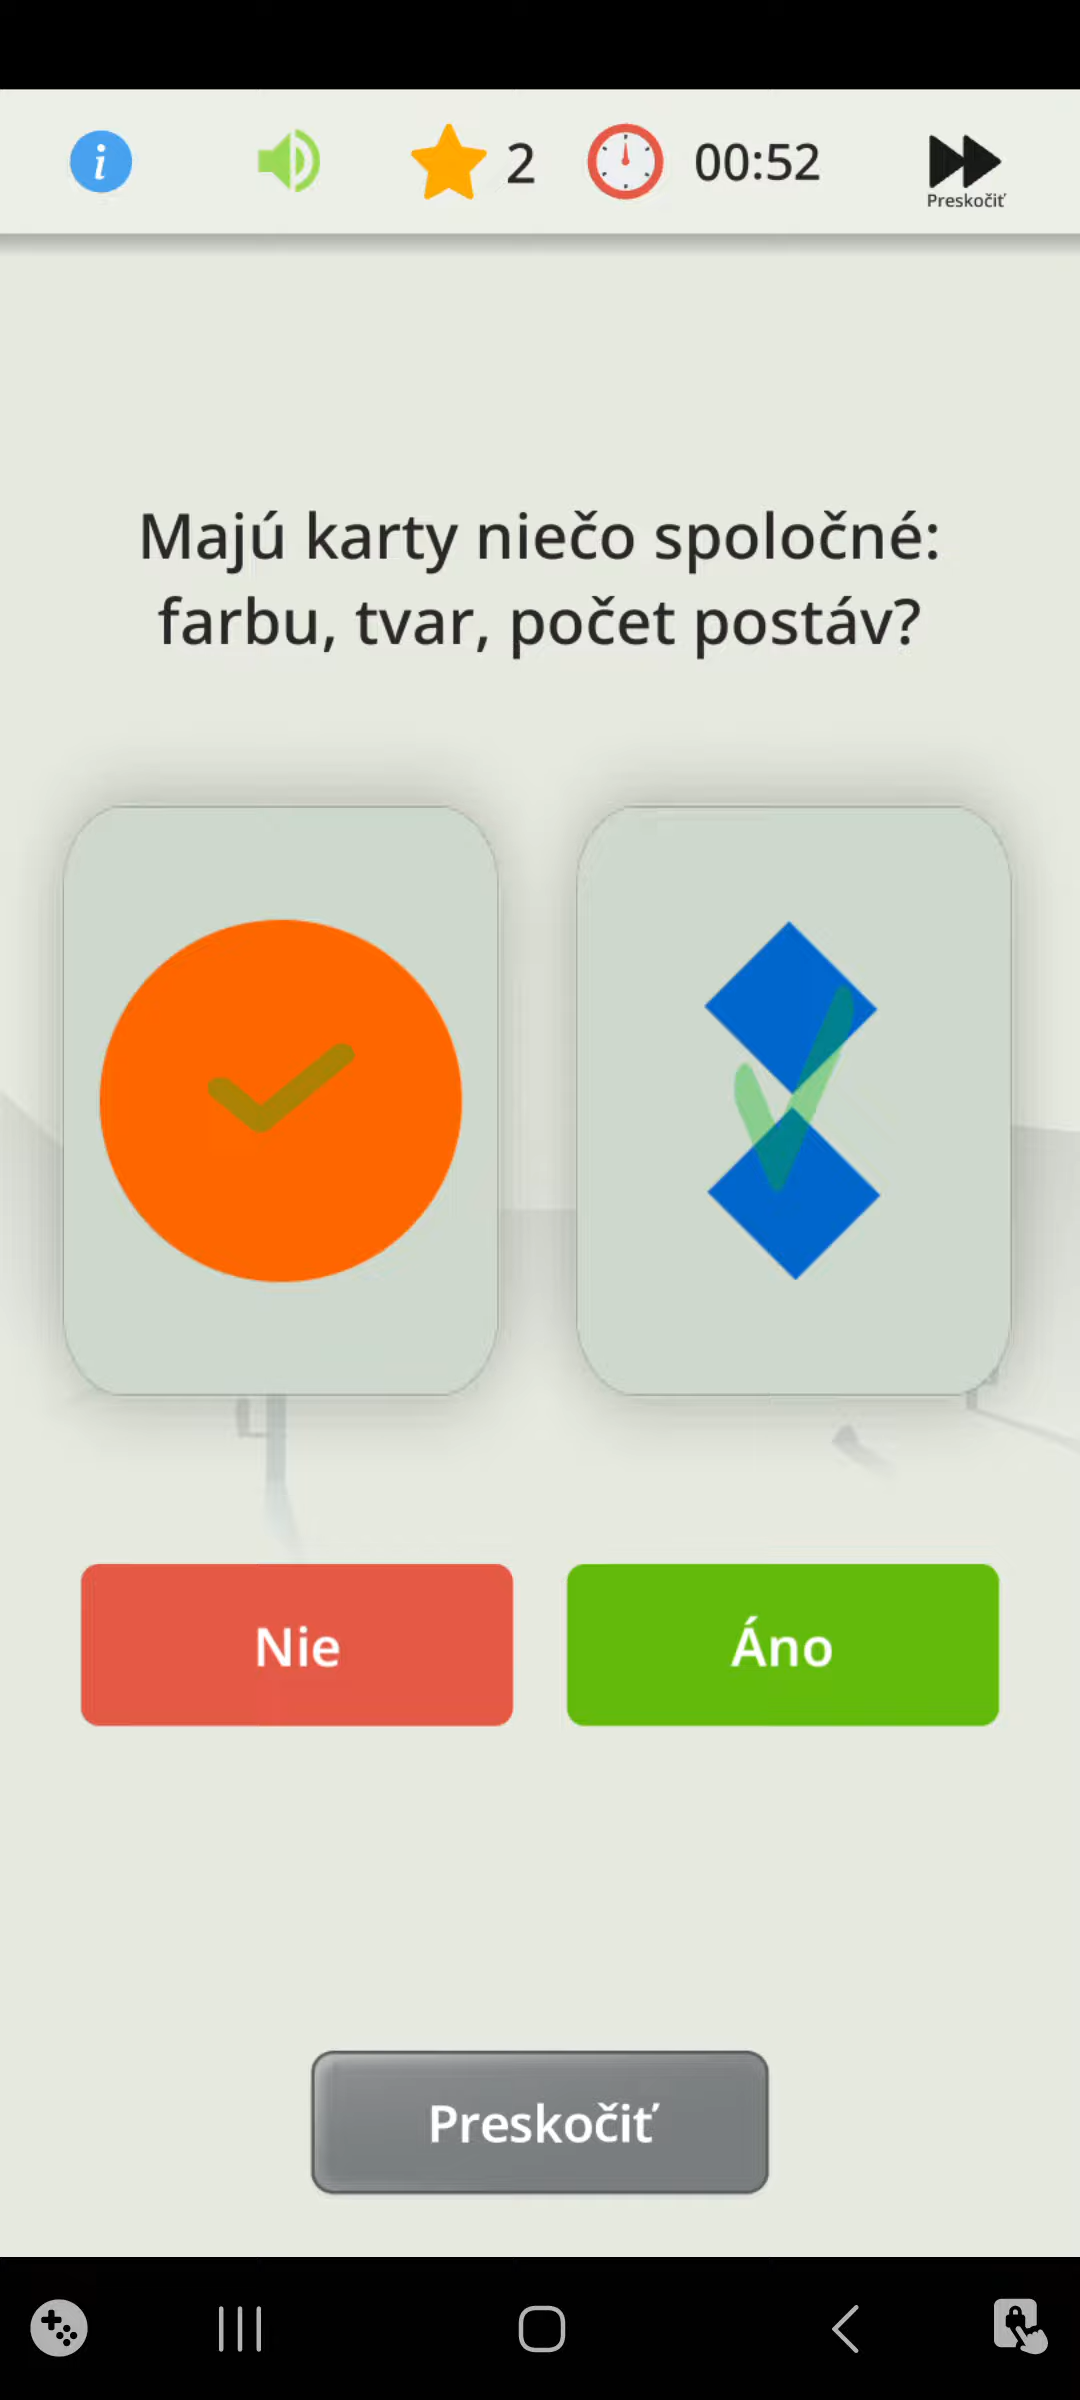 i
2
00:52
Preskočiť
Majú karty niečo spoločné:
farbu, tvar, počet postáv?
Nie
Áno
Preskočiť